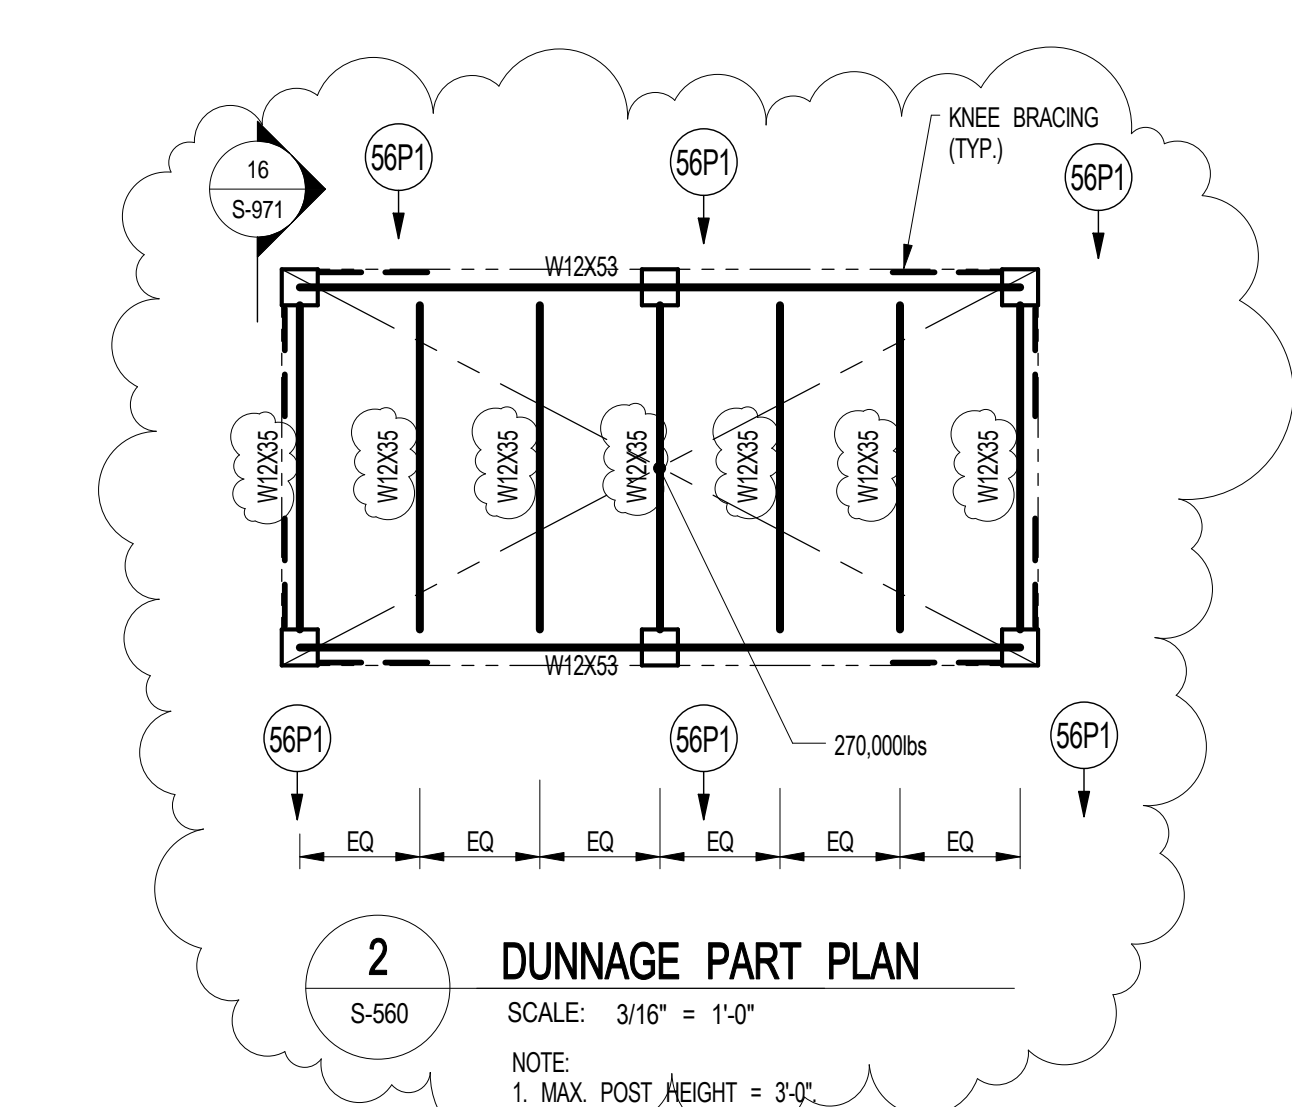 KNEE BRACING
(TYP.)
56P1
56P1
56P1
16
S-971
W12X53
W12X35
W12X35
W12X35
W12X35
W12X35
W12X35
W12X35
W12X53
56P1
56P1
56P1
270,000lbs
EQ
EQ
EQ
EQ
EQ
EQ
2
S-560
DUNNAGE PART PLAN
SCALE: 3/16" = 1'-0"
NOTE:
1. MAX. POST HEIGHT = 3'-0".